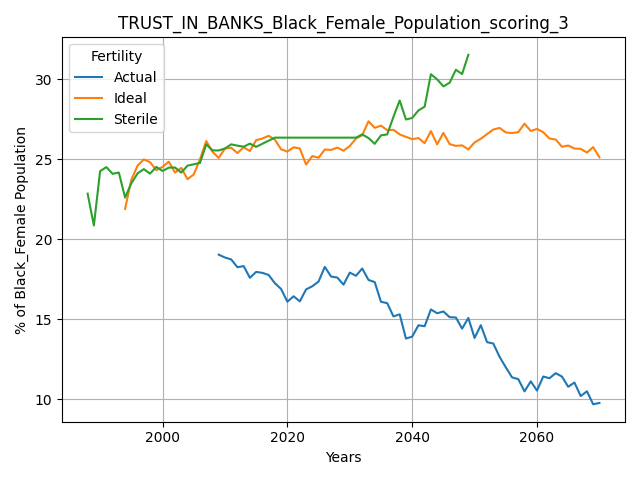 TRUST_IN_BANKS_Black_Female_Population_scoring_3
% of Black_Female Population
30
25
20
15
10
Fertility
Actual
Ideal
Sterile
2000
2020
2040
2060
Years